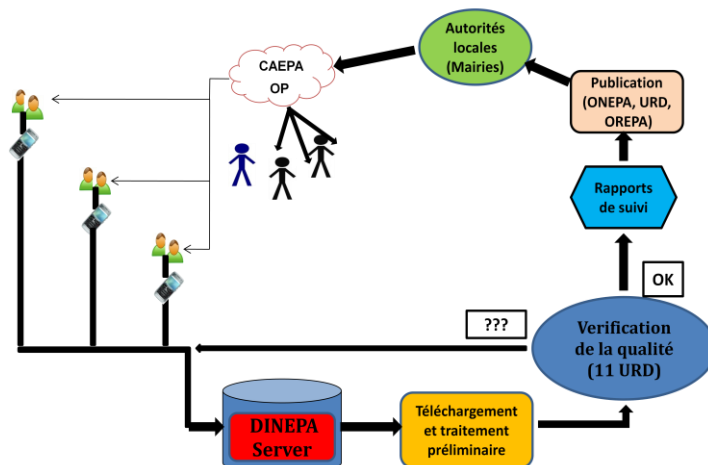 Autorités
locales
(Mairies)
CAEPA
OP
Publication
(ONEPA, URD,
OREPA)
Rapports
de suivi
OK
???
Verification
de la qualité
(11 URD)
DINEPA
Server
Téléchargement
et traitement
préliminaire